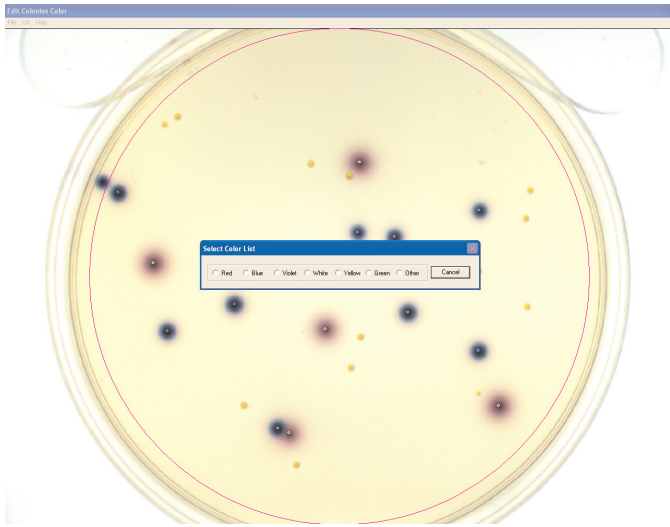 Edit Colonies Color
File OK Help
Select Color List
Red Blue Violet White Yellow Green Other Cancel